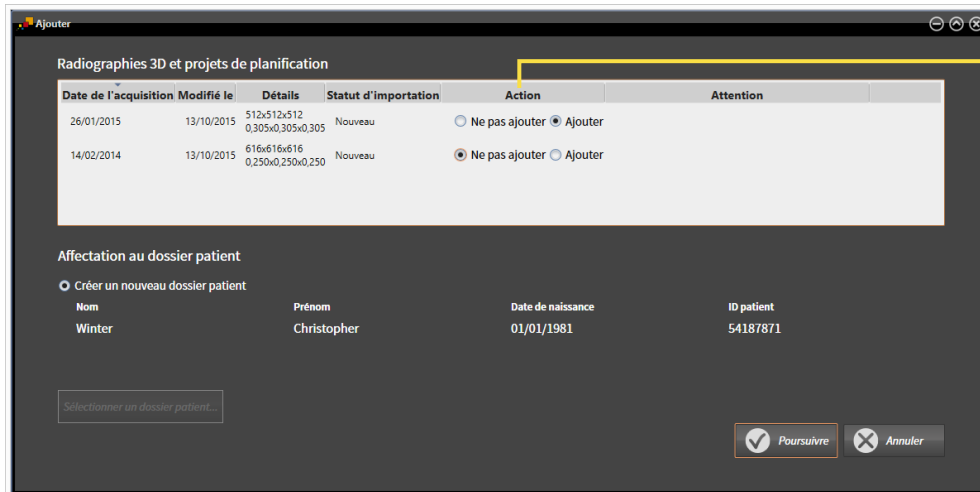 Ajouter
Radiographies 3D et projets de planification
Date de l'acquisition Modifié le Détails Statut d'importation Action Attention
26/01/2015 13/10/2015 512x512x512 0,305x0,305x0,305 Nouveau Ne pas ajouter Ajouter
14/02/2014 13/10/2015 616x616x616 0,250x0,250x0,250 Nouveau Ne pas ajouter Ajouter
Affectation au dossier patient
Créer un nouveau dossier patient
Nom Prénom Date de naissance ID patient
Winter Christopher 01/01/1981 54187871
Sélectionner un dossier patient...
Poursuivre Annuler